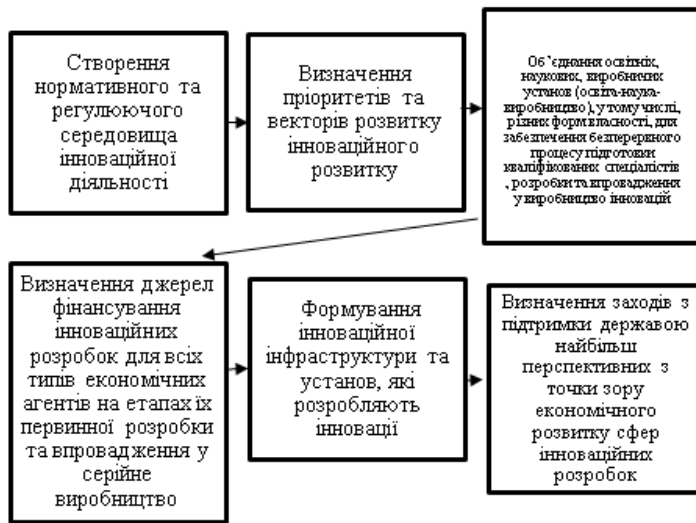 Створення
нормативного та
регулюючого
середовища
інноваційної
діяльності
Визначення
пріоритетів та
векторів розвитку
інноваційного
розвитку
Об'єднання освітніх,
наукових, виробничих
установ (освіта-наука-
виробництво), у тому числі,
різних форм власності, для
забезпечення безперервного
процесу підготовки
кваліфікованих спеціалістів
, розробки та впровадження
у виробництво інновацій
Визначення джерел
фінансування
інноваційних
розробок для всіх
типів економічних
агентів на етапах їх
первинної розробки
та впровадження у
серійне
виробництво
Формування
інноваційної
інфраструктури та
установ, які
розробляють
інновації
Визначення заходів з
підтримки державою
найбільш
перспективних з
точки зору
економічного
розвитку сфер
інноваційних
розробок